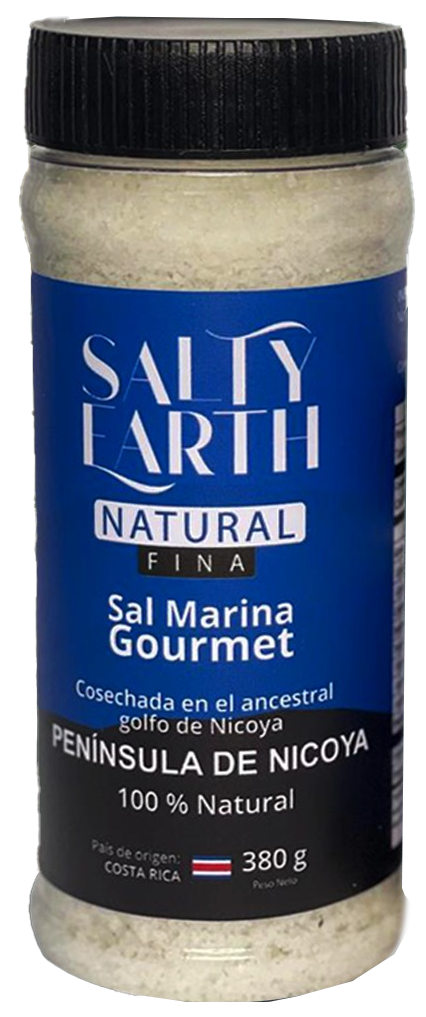 SALTY
EARTH
NATURAL
FINA
Sal Marina
Gourmet
Cosechada en el ancestral
golfo de Nicoya
PENÍNSULA DE NICOYA
100 % Natural
País de origen:
COSTA RICA
380 g
Peso Neto